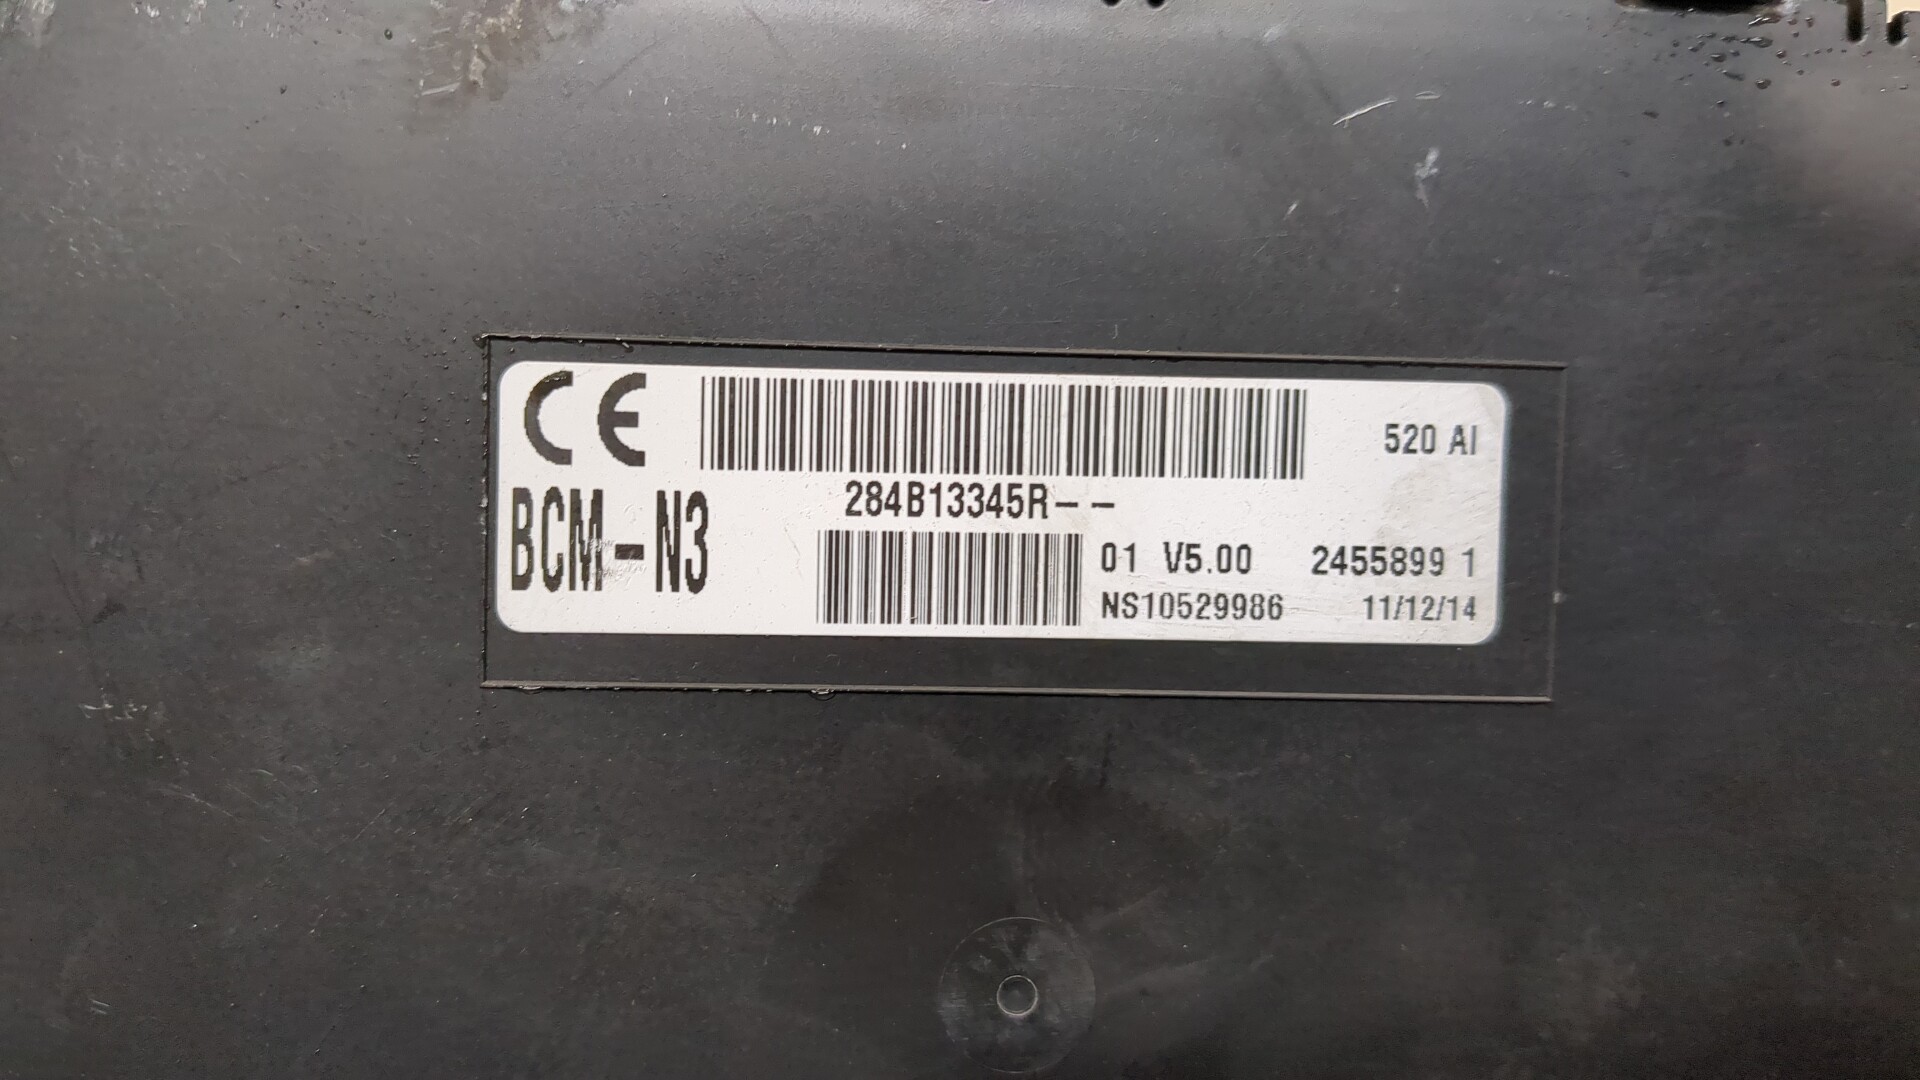 CE
520 AI
284B13345R--
BCM-N3
01 V5.00 2455899 1
NS10529986 11/12/14